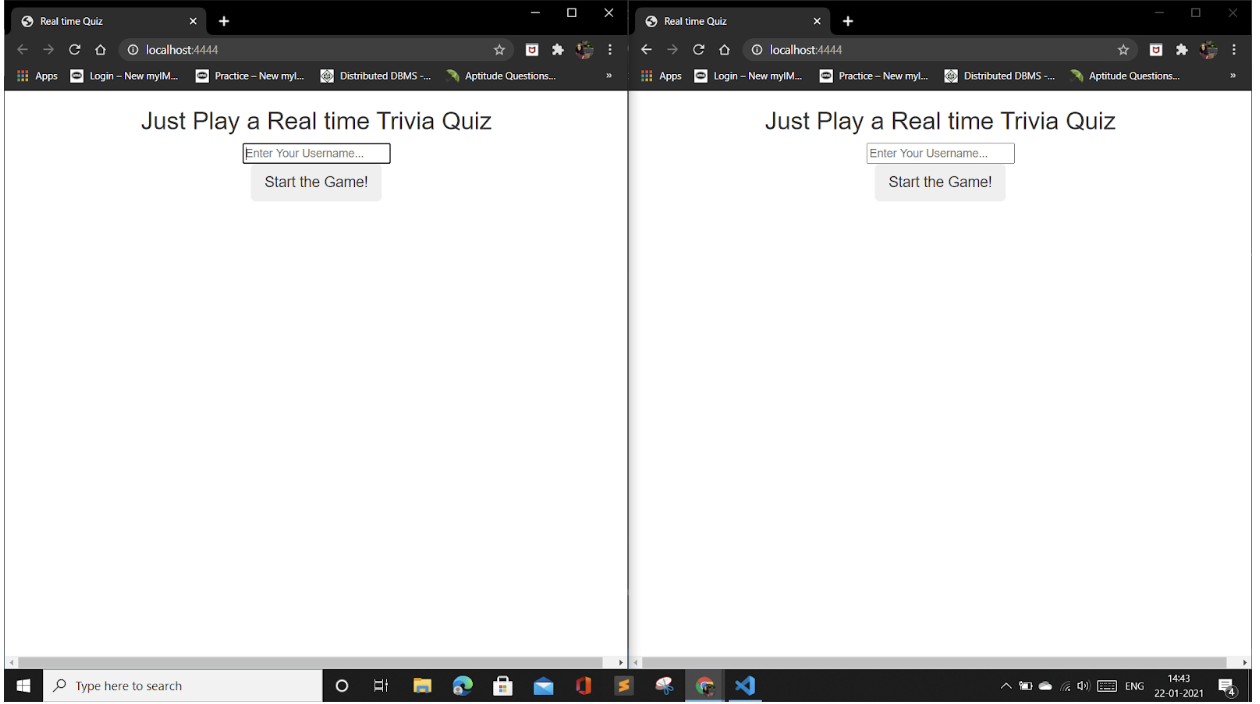 Real time Quiz
localhost:4444
Apps Login – New myIM... Practice – New myI... Distributed DBMS -... Aptitude Questions... »
Just Play a Real time Trivia Quiz
Enter Your Username...
Start the Game!
Real time Quiz
localhost:4444
Apps Login – New myIM... Practice – New myI... Distributed DBMS -... Aptitude Questions... »
Just Play a Real time Trivia Quiz
Enter Your Username...
Start the Game!
Type here to search
ENG
14:43
22-01-2021
4